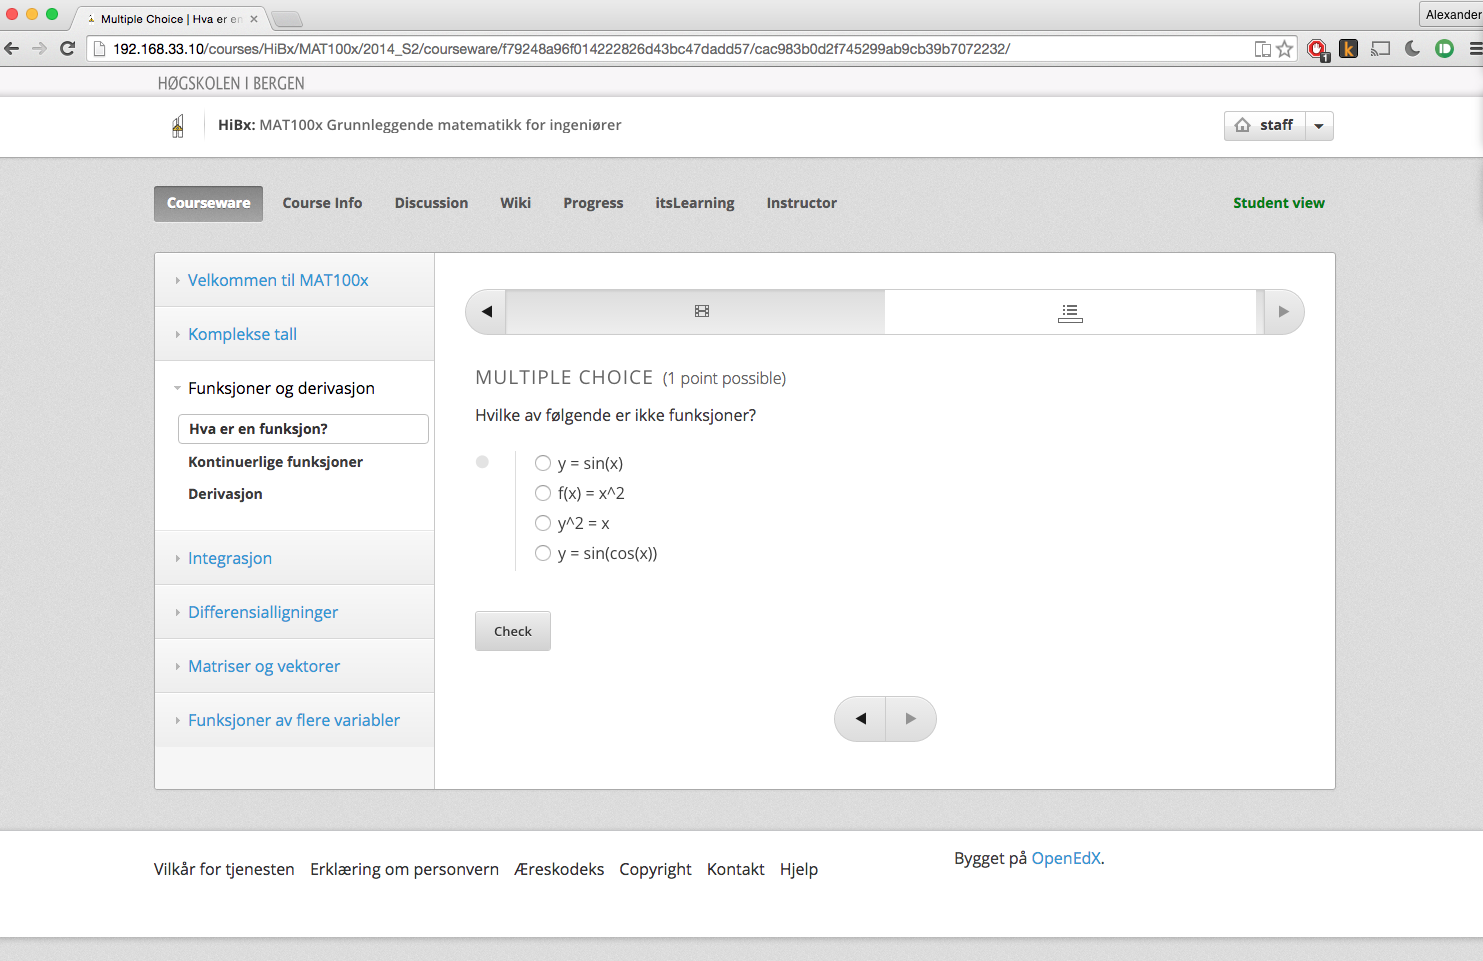 Multiple Choice | Hva er en
Alexander
192.168.33.10/courses/HiBx/MAT100x/2014_S2/courseware/f79248a96f014222826d43bc47dadd57/cac983b0d2f745299ab9cb39b7072232/
1
k
HØGSKOLEN I BERGEN
HiBx: MAT100x Grunnleggende matematikk for ingeniører
staff
Courseware Course Info Discussion Wiki Progress itsLearning Instructor Student view
Velkommen til MAT100x
Komplekse tall
Funksjoner og derivasjon
Hva er en funksjon?
Kontinuerlige funksjoner
Derivasjon
Integrasjon
Differensialligninger
Matriser og vektorer
Funksjoner av flere variabler
MULTIPLE CHOICE (1 point possible)
Hvilke av følgende er ikke funksjoner?
y = sin(x)
f(x) = x^2
y^2 = x
y = sin(cos(x))
Check
Vilkår for tjenesten Erklæring om personvern Æreskodeks Copyright Kontakt Hjelp
Bygget på OpenEdX.